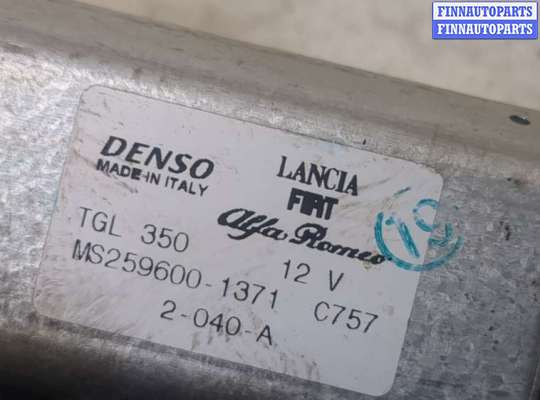 FINNAUTOPARTS
FINNAUTOPARTS
DENSO
MADE IN ITALY
LANCIA
FIAT
Alfa Romeo
TGL 350
12 V
MS259600-1371
C757
2-040-A